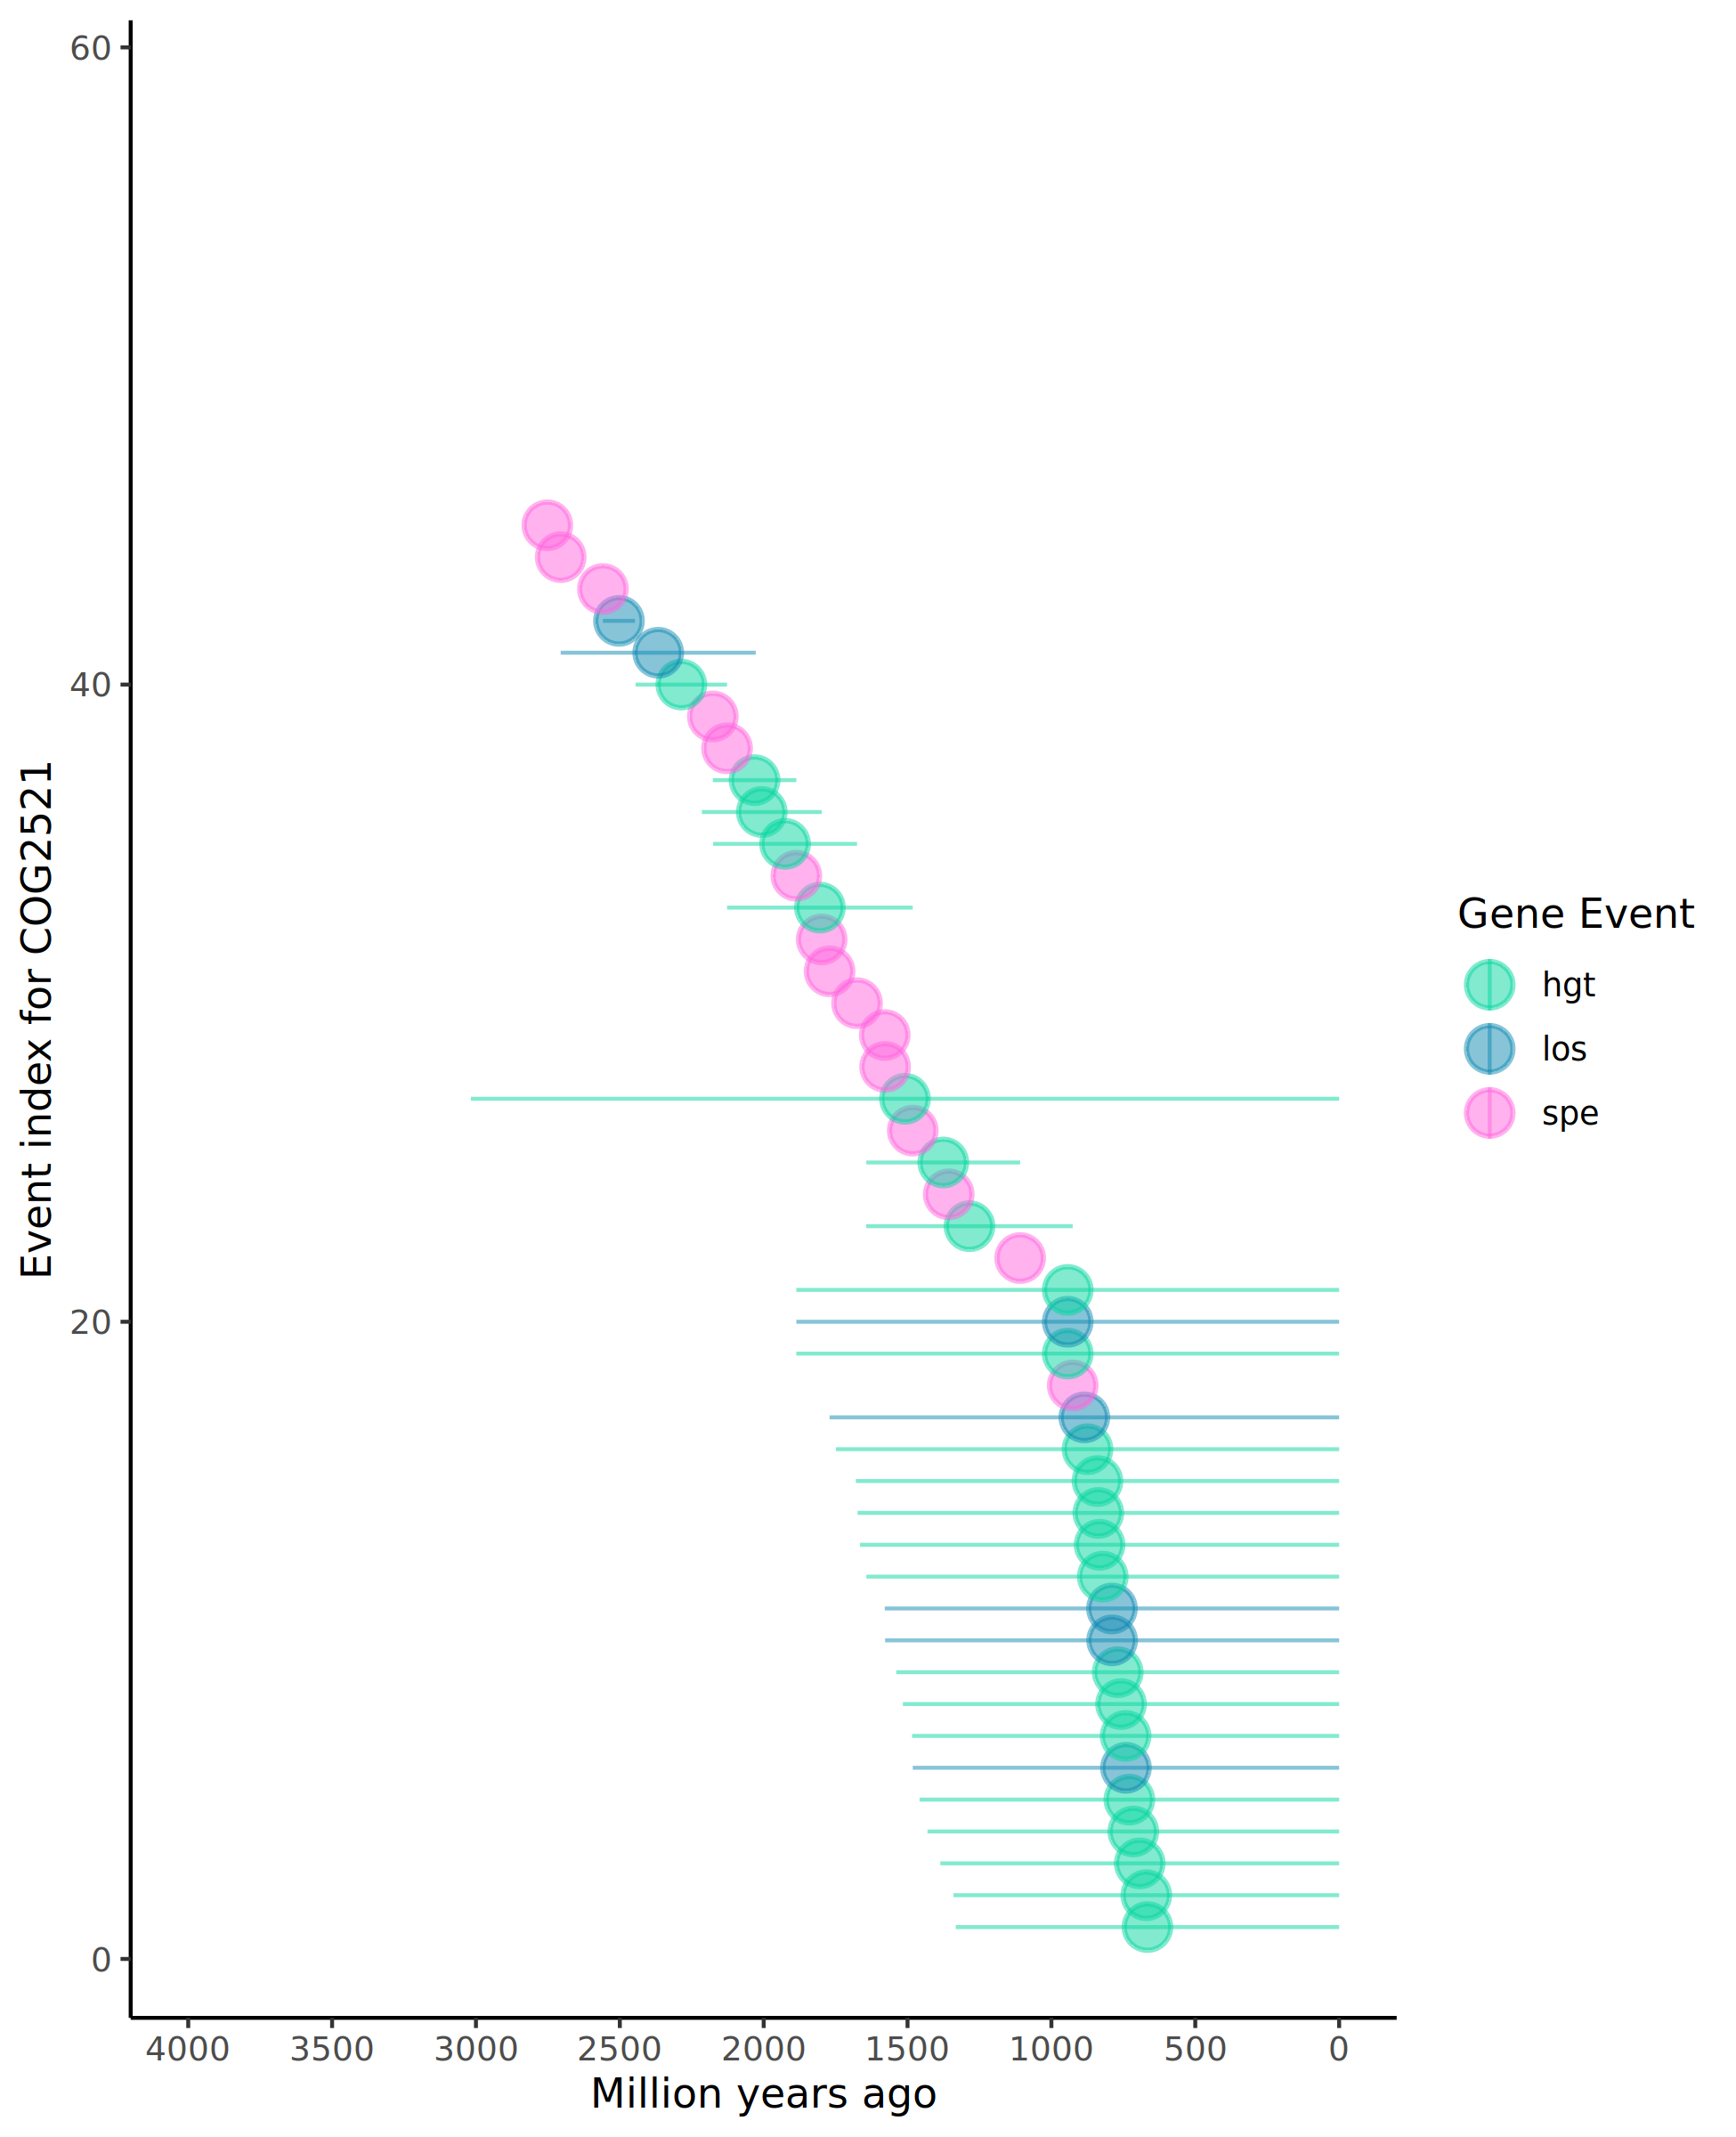 60
40
20
0
Event index for COG2521
4000 3500 3000 2500 2000 1500 1000 500 0
Million years ago
Gene Event
hgt
los
spe